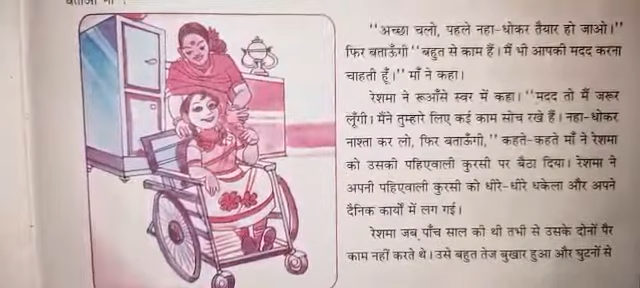 बताओ ना !"
“अच्छा चलो, पहले नहा-धोकर तैयार हो जाओ।”
फिर बताऊँगी “बहुत से काम हैं। मैं भी आपकी मदद करना
चाहती हूँ।” माँ ने कहा।
रेशमा ने रूआँसे स्वर में कहा। “मदद तो मैं जरूर
लूँगी। मैंने तुम्हारे लिए कई काम सोच रखे हैं। नहा-धोकर
नाश्ता कर लो, फिर बताऊँगी,” कहते-कहते माँ ने रेशमा
को उसकी पहिएवाली कुरसी पर बैठा दिया। रेशमा ने
अपनी पहिएवाली कुरसी को धीरे-धीरे धकेला और अपने
दैनिक कार्यों में लग गई।
रेशमा जब पाँच साल की थी तभी से उसके दोनों पैर
काम नहीं करते थे। उसे बहुत तेज बुखार हुआ और घुटनों से